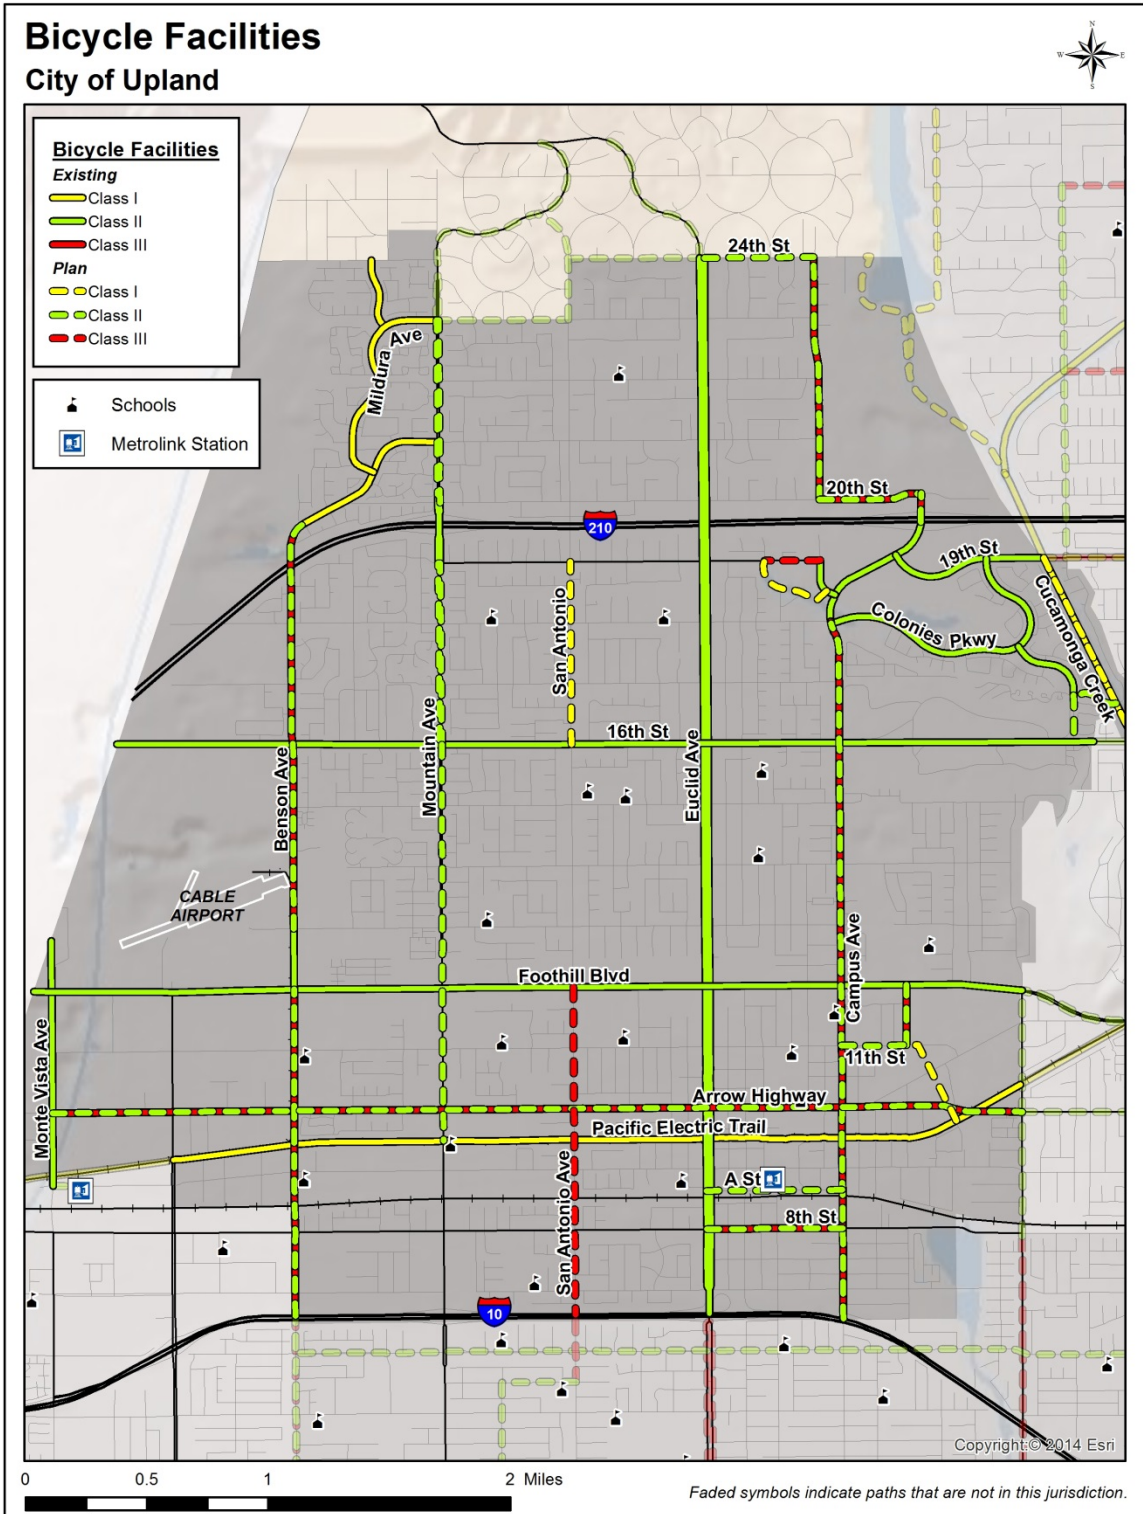 Bicycle Facilities
City of Upland
N
W E
S
Bicycle Facilities
Existing
Class I
Class II
Class III
Plan
Class I
Class II
Class III
Schools
Metrolink Station
24th St
Mildura Ave
20th St
210
19th St
San Antonio
Colonies Pkwy
Cucamonga Creek
16th St
Mountain Ave
Euclid Ave
Benson Ave
CABLE
AIRPORT
Foothill Blvd
Campus Ave
Monte Vista Ave
11th St
Arrow Highway
Pacific Electric Trail
A St
San Antonio Ave
8th St
10
Copyright:© 2014 Esri
0 0.5 1 2 Miles
Faded symbols indicate paths that are not in this jurisdiction.